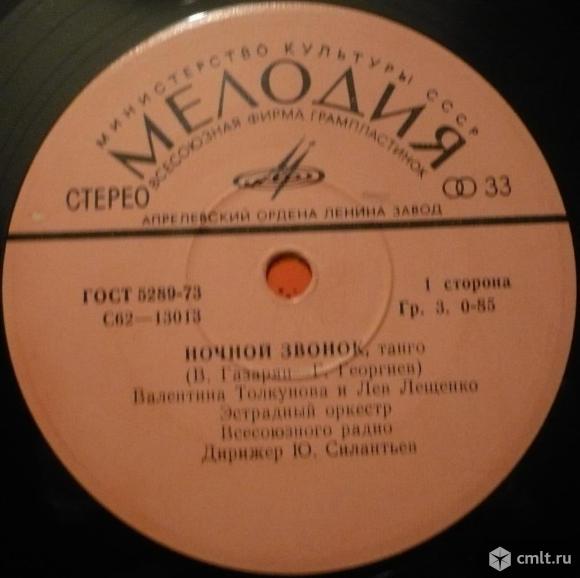 МИНИСТЕРСТВО КУЛЬТУРЫ СССР
МЕЛОДИЯ
ВСЕСОЮЗНАЯ ФИРМА ГРАМПЛАСТИНОК
СТЕРЕО
33
АПРЕЛЕВСКИЙ ОРДЕНА ЛЕНИНА ЗАВОД
ГОСТ 5289-73
С62—13013
1 сторона
Гр. 3. 0-85
НОЧНОЙ ЗВОНОК, танго
(В. Газарян — Г. Георгиев)
Валентина Толкунова и Лев Лещенко
Эстрадный оркестр
Всесоюзного радио
Дирижер Ю. Силантьев
cmlt.ru